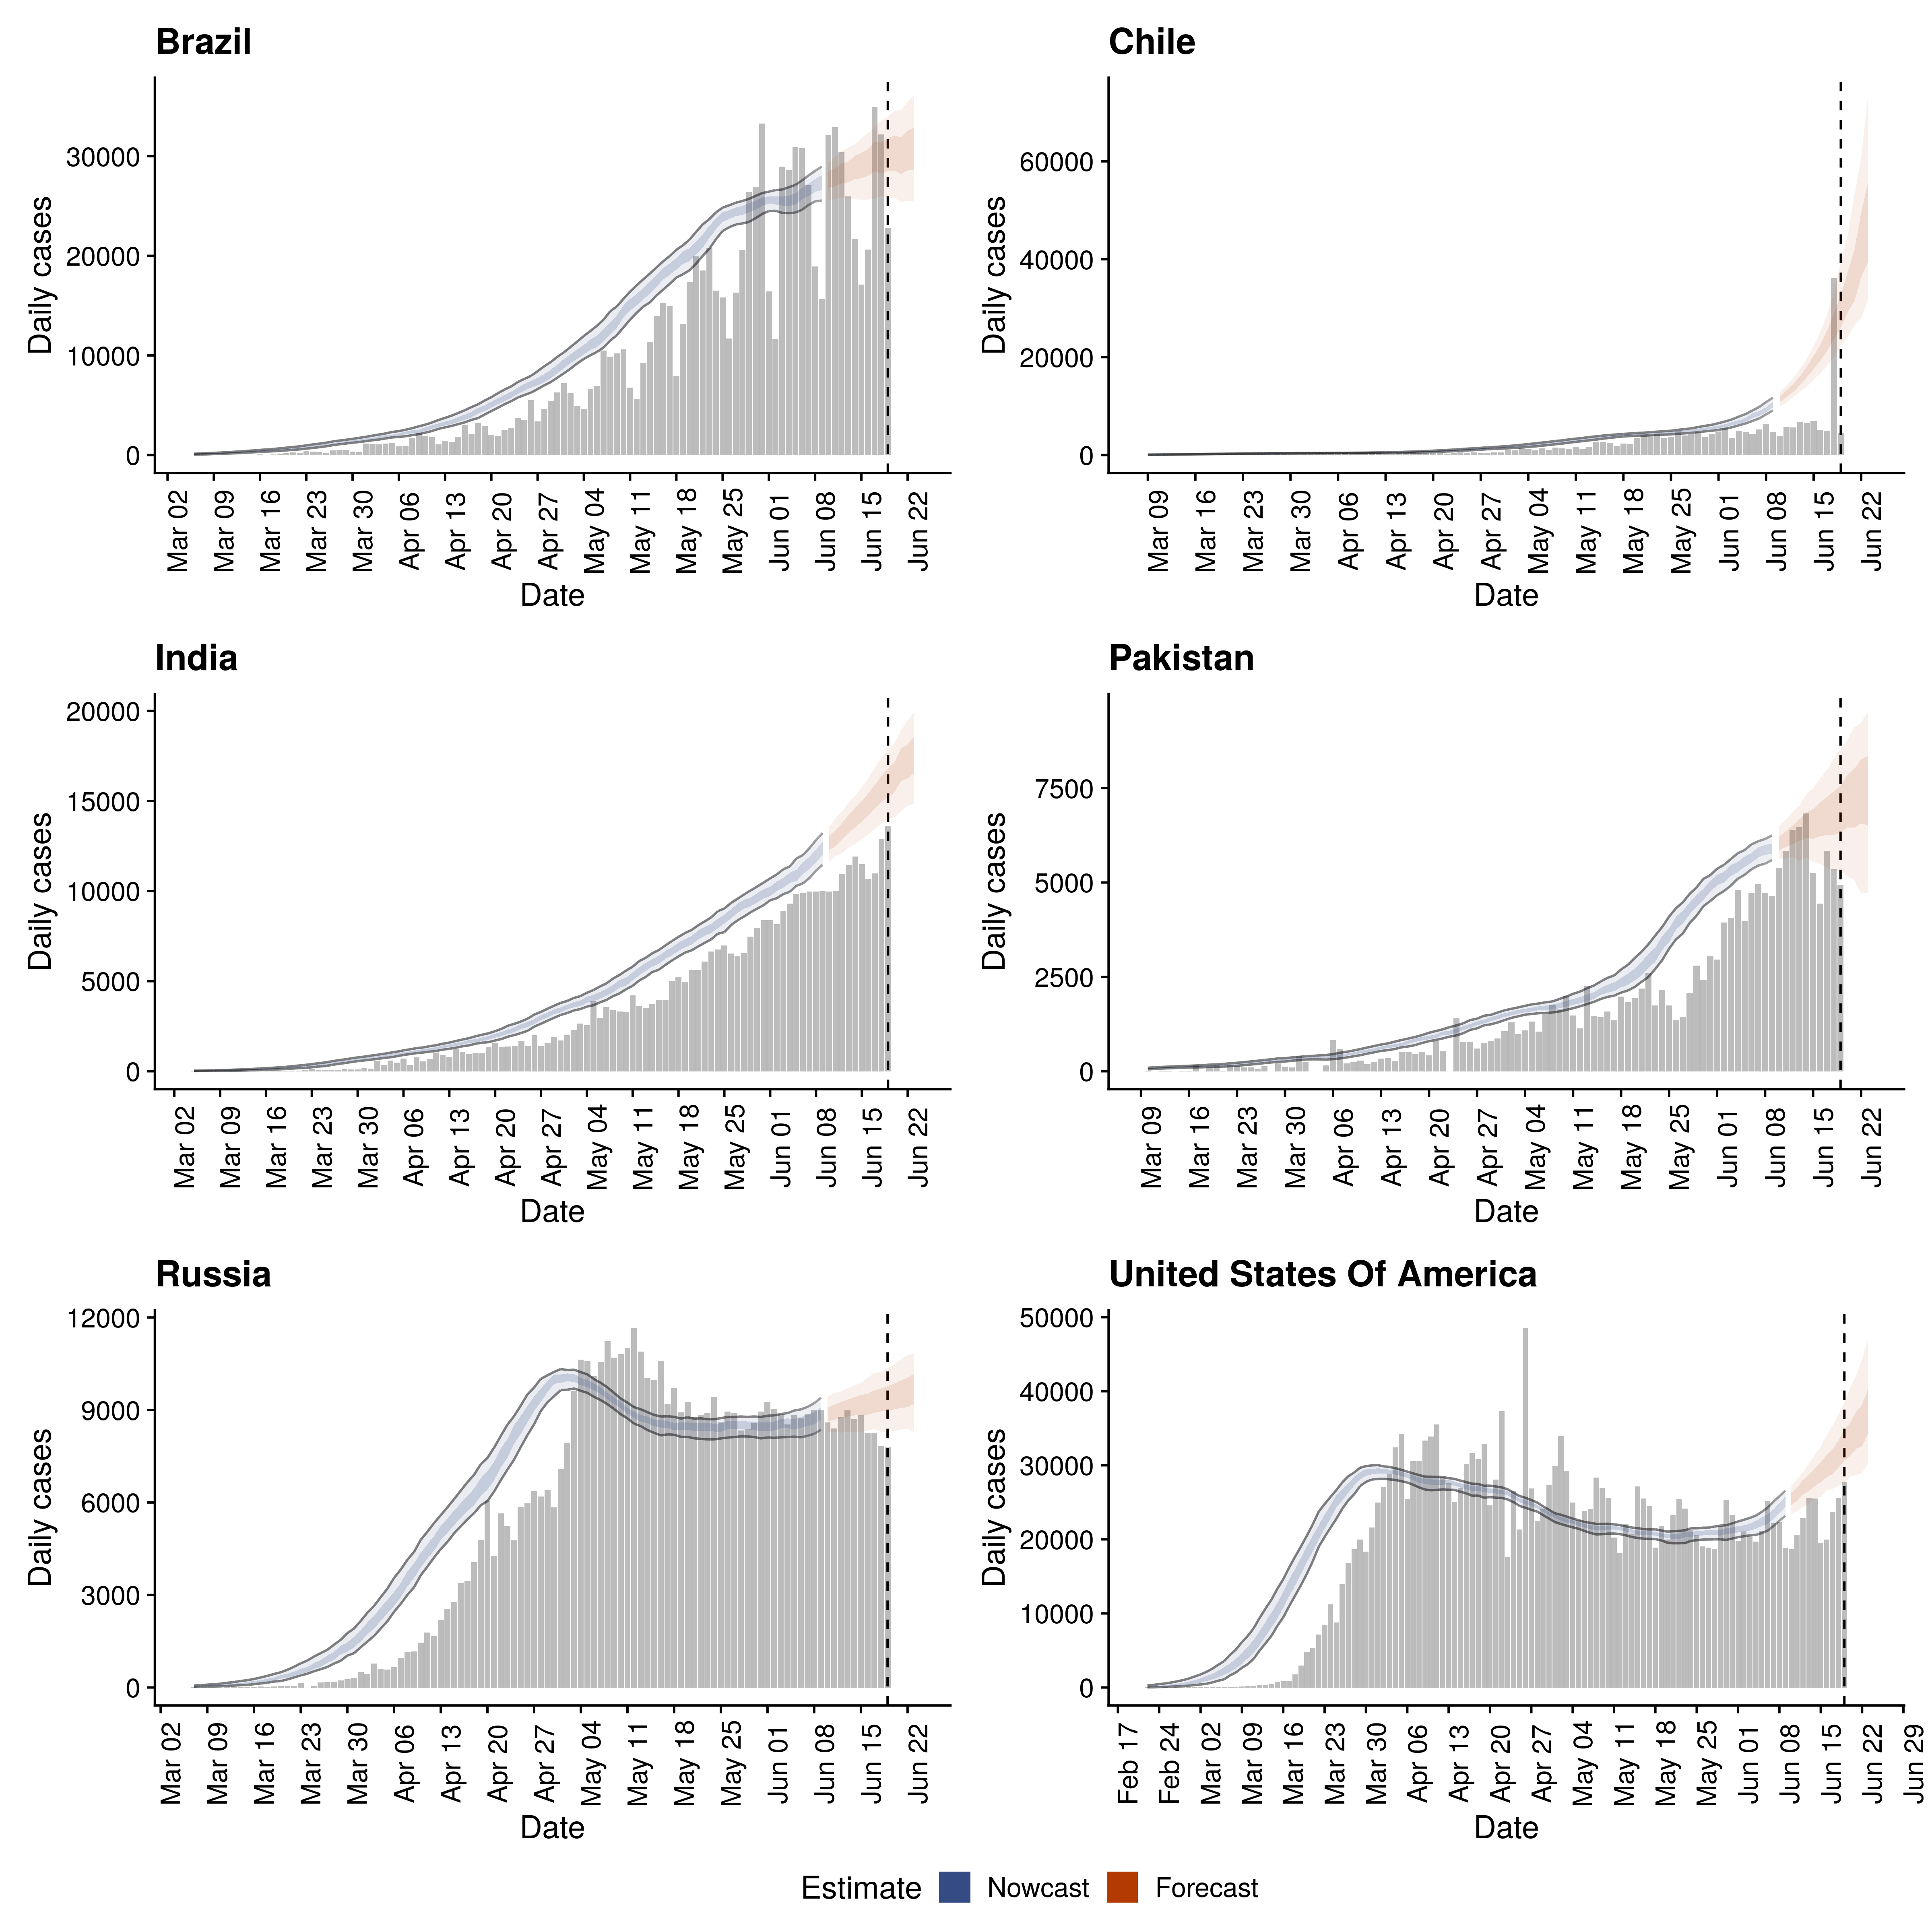 Brazil
Daily cases
30000
20000
10000
0
Mar 02
Mar 09
Mar 16
Mar 23
Mar 30
Apr 06
Apr 13
Apr 20
Apr 27
May 04
May 11
May 18
May 25
Jun 01
Jun 08
Jun 15
Jun 22
Date
Chile
Daily cases
60000
40000
20000
0
Mar 09
Mar 16
Mar 23
Mar 30
Apr 06
Apr 13
Apr 20
Apr 27
May 04
May 11
May 18
May 25
Jun 01
Jun 08
Jun 15
Jun 22
Date
India
Daily cases
20000
15000
10000
5000
0
Mar 02
Mar 09
Mar 16
Mar 23
Mar 30
Apr 06
Apr 13
Apr 20
Apr 27
May 04
May 11
May 18
May 25
Jun 01
Jun 08
Jun 15
Jun 22
Date
Pakistan
Daily cases
7500
5000
2500
0
Mar 09
Mar 16
Mar 23
Mar 30
Apr 06
Apr 13
Apr 20
Apr 27
May 04
May 11
May 18
May 25
Jun 01
Jun 08
Jun 15
Jun 22
Date
Russia
Daily cases
12000
9000
6000
3000
0
Mar 02
Mar 09
Mar 16
Mar 23
Mar 30
Apr 06
Apr 13
Apr 20
Apr 27
May 04
May 11
May 18
May 25
Jun 01
Jun 08
Jun 15
Jun 22
Date
United States Of America
Daily cases
50000
40000
30000
20000
10000
0
Feb 17
Feb 24
Mar 02
Mar 09
Mar 16
Mar 23
Mar 30
Apr 06
Apr 13
Apr 20
Apr 27
May 04
May 11
May 18
May 25
Jun 01
Jun 08
Jun 15
Jun 22
Jun 29
Date
Estimate Nowcast Forecast